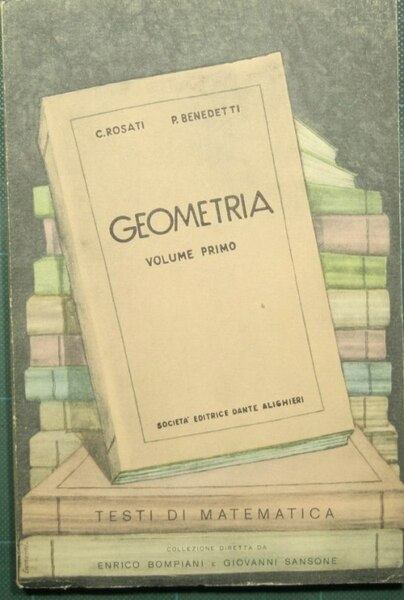 C. ROSATI P. BENEDETTI
GEOMETRIA
VOLUME PRIMO
SOCIETA' EDITRICE DANTE ALIGHIERI
TESTI DI MATEMATICA
COLLEZIONE DIRETTA DA
ENRICO BOMPIANI E GIOVANNI SANSONE